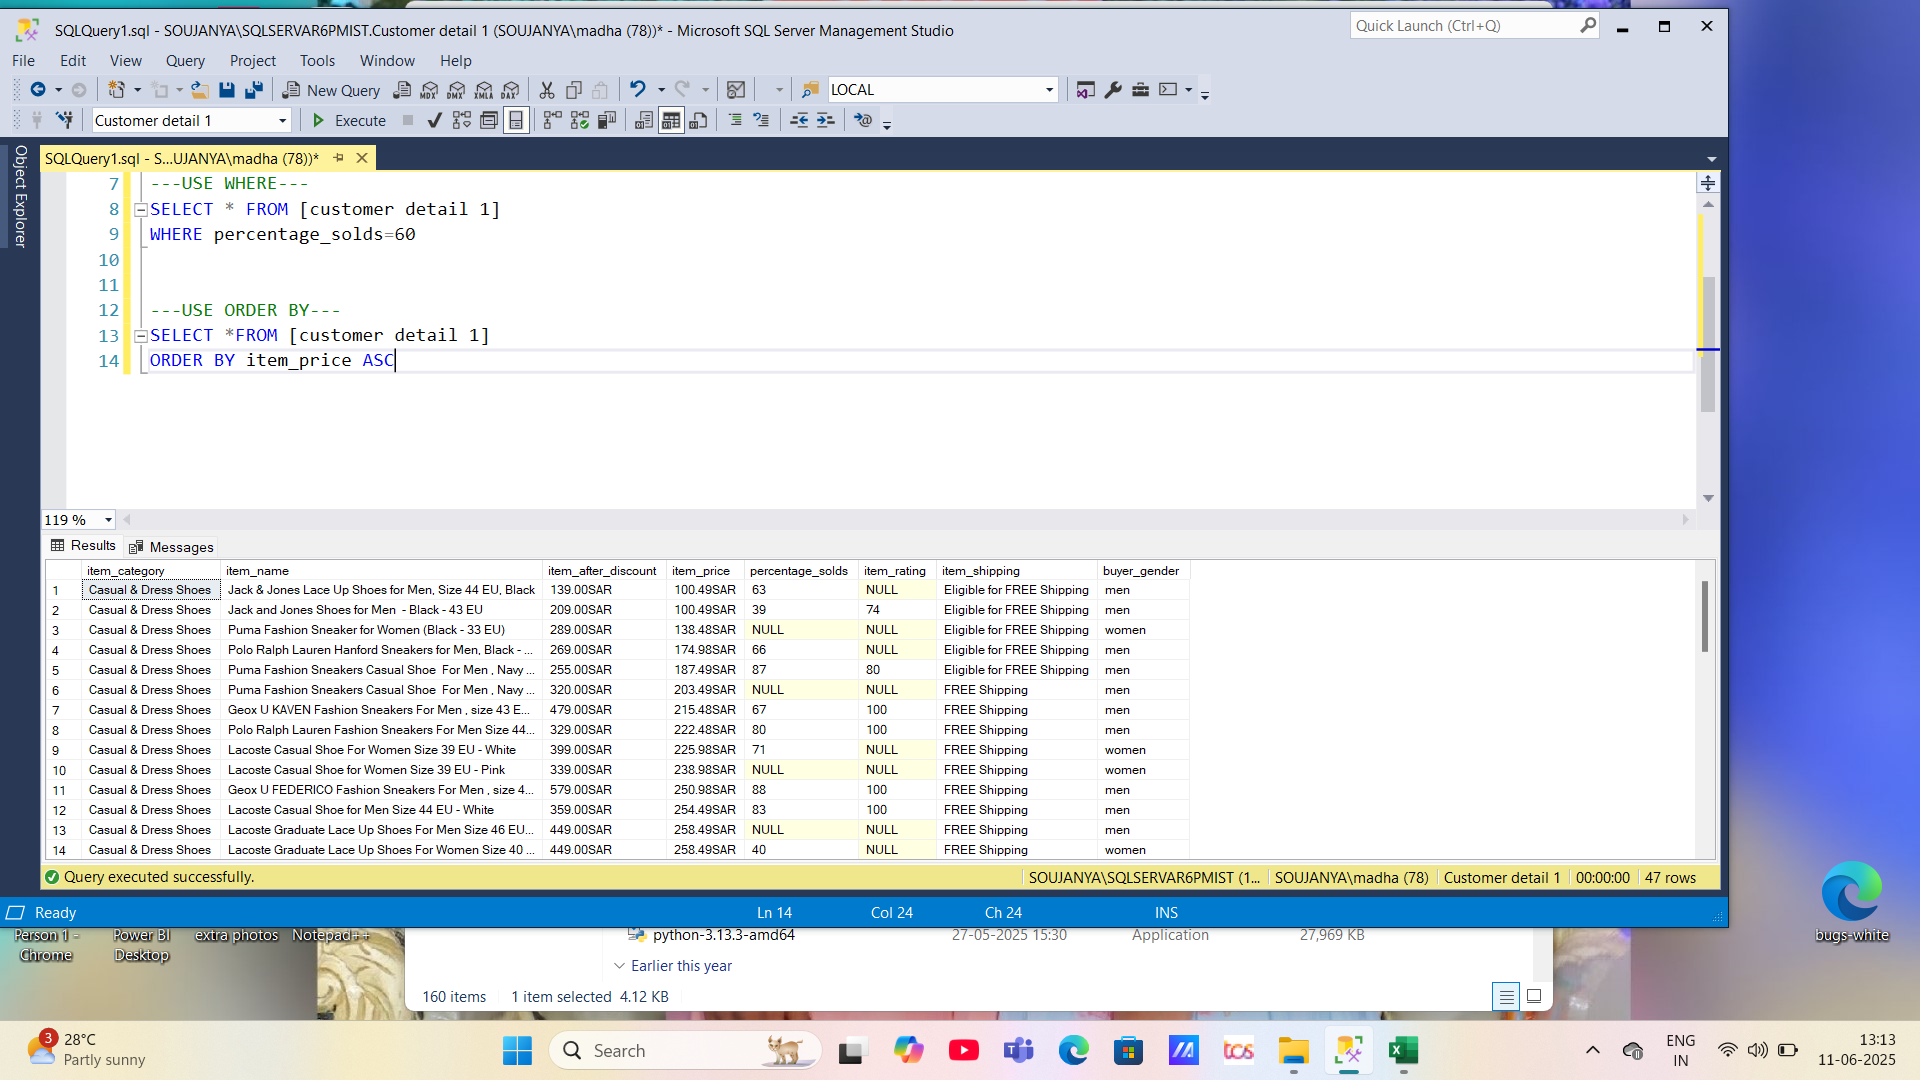 SQLQuery1.sql - SOUJANYA\SQLSERVAR6PMIST.Customer detail 1 (SOUJANYA\madha (78))* - Microsoft SQL Server Management Studio
Quick Launch (Ctrl+Q)
File Edit View Query Project Tools Window Help
New Query MDX DMX XMLA DAX LOCAL
Customer detail 1 Execute
Object Explorer
SQLQuery1.sql - S...UJANYA\madha (78))*
7 ---USE WHERE---
8 SELECT * FROM [customer detail 1]
9 WHERE percentage_solds=60
10
11
12 ---USE ORDER BY---
13 SELECT *FROM [customer detail 1]
14 ORDER BY item_price ASC
119 %
Results Messages
item_category item_name item_after_discount item_price percentage_solds item_rating item_shipping buyer_gender
1 Casual & Dress Shoes Jack & Jones Lace Up Shoes for Men, Size 44 EU, Black 139.00SAR 100.49SAR 63 NULL Eligible for FREE Shipping men
2 Casual & Dress Shoes Jack and Jones Shoes for Men - Black - 43 EU 209.00SAR 100.49SAR 39 74 Eligible for FREE Shipping men
3 Casual & Dress Shoes Puma Fashion Sneaker for Women (Black - 33 EU) 289.00SAR 138.48SAR NULL NULL Eligible for FREE Shipping women
4 Casual & Dress Shoes Polo Ralph Lauren Hanford Sneakers for Men, Black - ... 269.00SAR 174.98SAR 66 NULL Eligible for FREE Shipping men
5 Casual & Dress Shoes Puma Fashion Sneakers Casual Shoe For Men , Navy ... 255.00SAR 187.49SAR 87 80 Eligible for FREE Shipping men
6 Casual & Dress Shoes Puma Fashion Sneakers Casual Shoe For Men , Navy ... 320.00SAR 203.49SAR NULL NULL FREE Shipping men
7 Casual & Dress Shoes Geox U KAVEN Fashion Sneakers For Men , size 43 E... 479.00SAR 215.48SAR 67 100 FREE Shipping men
8 Casual & Dress Shoes Polo Ralph Lauren Fashion Sneakers For Men Size 44... 329.00SAR 222.48SAR 80 100 FREE Shipping men
9 Casual & Dress Shoes Lacoste Casual Shoe For Women Size 39 EU - White 399.00SAR 225.98SAR 71 NULL FREE Shipping women
10 Casual & Dress Shoes Lacoste Casual Shoe for Women Size 39 EU - Pink 339.00SAR 238.98SAR NULL NULL FREE Shipping women
11 Casual & Dress Shoes Geox U FEDERICO Fashion Sneakers For Men , size 4... 579.00SAR 250.98SAR 88 100 FREE Shipping men
12 Casual & Dress Shoes Lacoste Casual Shoe for Men Size 44 EU - White 359.00SAR 254.49SAR 83 100 FREE Shipping men
13 Casual & Dress Shoes Lacoste Graduate Lace Up Shoes For Men Size 46 EU... 449.00SAR 258.49SAR NULL NULL FREE Shipping men
14 Casual & Dress Shoes Lacoste Graduate Lace Up Shoes For Women Size 40 ... 449.00SAR 258.49SAR 40 NULL FREE Shipping women
Query executed successfully. SOUJANYA\SQLSERVAR6PMIST (1... SOUJANYA\madha (78) Customer detail 1 00:00:00 47 rows
Ready Ln 14 Col 24 Ch 24 INS
Person 1 - Chrome
Power BI Desktop
extra photos
Notepad++
bugs-white
python-3.13.3-amd64 27-05-2025 15:30 Application 27,969 KB
Earlier this year
160 items 1 item selected 4.12 KB
3 28°C
Partly sunny
Search
tcs
ENG
IN
13:13
11-06-2025